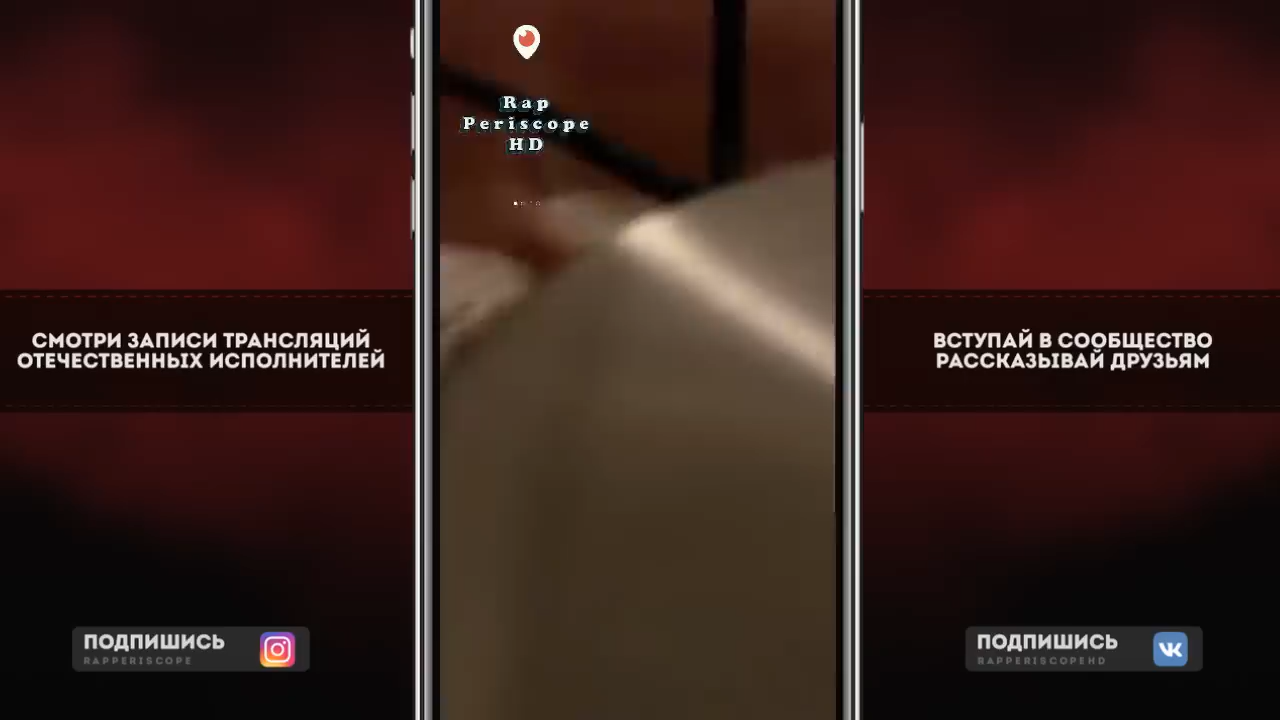 Rap
Periscope
HD
СМОТРИ ЗАПИСИ ТРАНСЛЯЦИЙ
ОТЕЧЕСТВЕННЫХ ИСПОЛНИТЕЛЕЙ
ВСТУПАЙ В СООБЩЕСТВО
РАССКАЗЫВАЙ ДРУЗЬЯМ
ПОДПИШИСЬ
RAPPERISCOPE
ПОДПИШИСЬ
RAPPERISCOPEHD